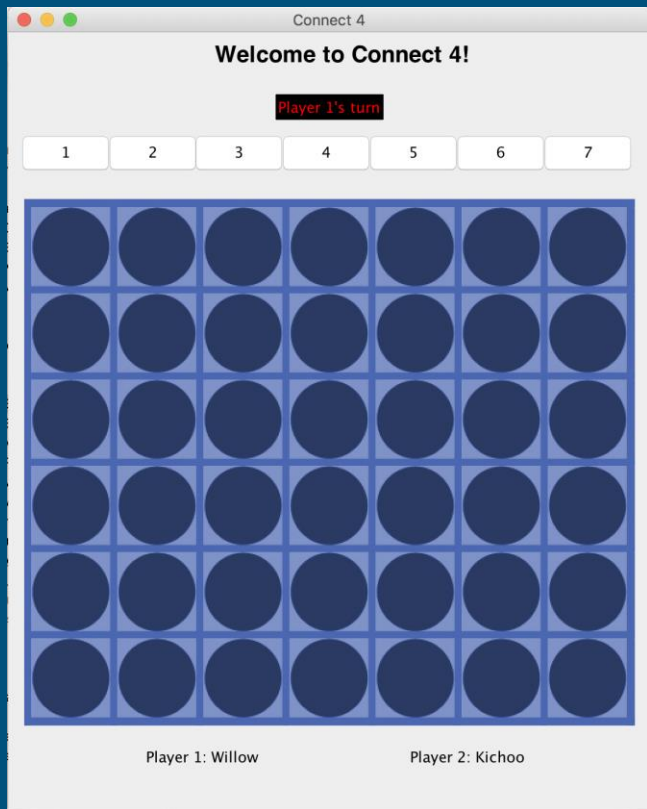 Connect 4
Welcome to Connect 4!
Player 1's turn
1 2 3 4 5 6 7
Player 1: Willow Player 2: Kichoo